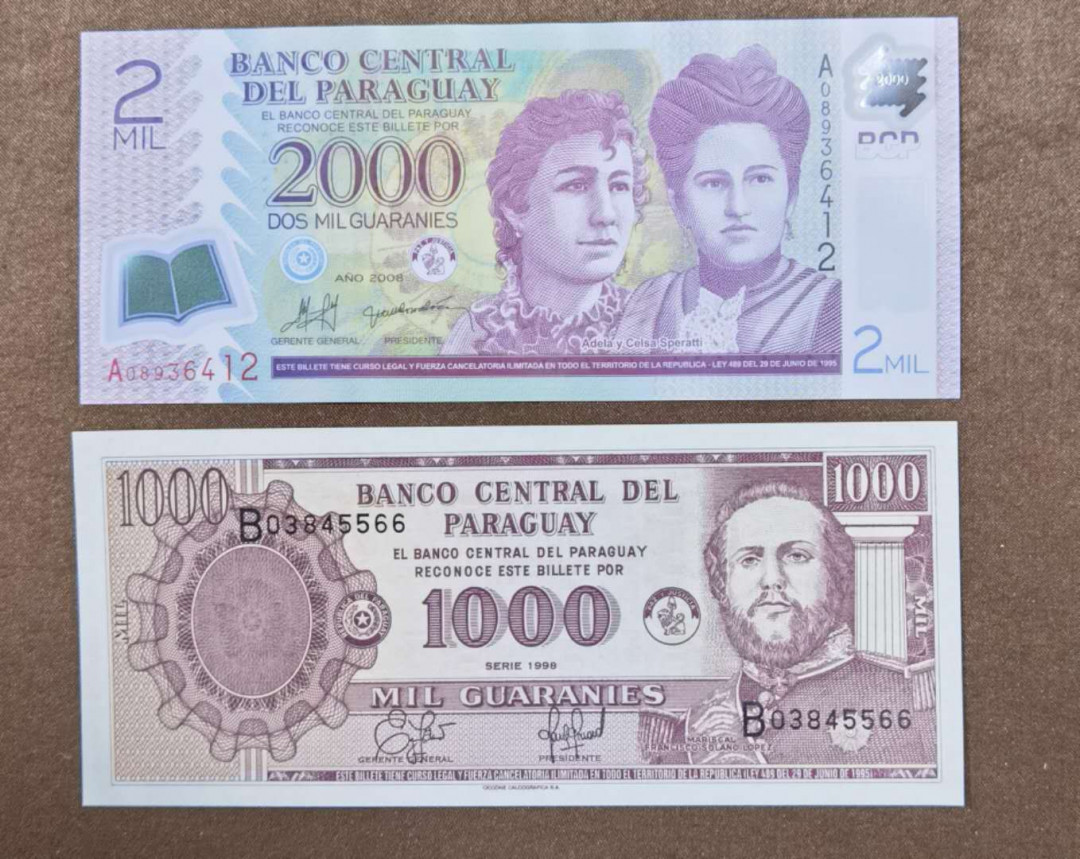 2
MIL
BANCO CENTRAL
DEL PARAGUAY
EL BANCO CENTRAL DEL PARAGUAY
RECONOCE ESTE BILLETE POR
2000
DOS MIL GUARANIES
AÑO 2008
GERENTE GENERAL PRESIDENTE
A08936412
Adela y Celsa Speratti
ESTE BILLETE TIENE CURSO LEGAL Y FUERZA CANCELATORIA ILIMITADA EN TODO EL TERRITORIO DE LA REPUBLICA - LEY 489 DEL 29 DE JUNIO DE 1995
A08936412
2000
BCP
2 MIL
1000
B03845566
BANCO CENTRAL DEL
PARAGUAY
EL BANCO CENTRAL DEL PARAGUAY
RECONOCE ESTE BILLETE POR
1000
SERIE 1998
MIL GUARANIES
GERENTE GENERAL PRESIDENTE
MIL
1000
MIL
B03845566
MARISCAL
FRANCISCO SOLANO LOPEZ
ESTE BILLETE TIENE CURSO LEGAL Y FUERZA CANCELATORIA ILIMITADA EN TODO EL TERRITORIO DE LA REPUBLICA (LEY 489 DEL 29 DE JUNIO DE 1995)